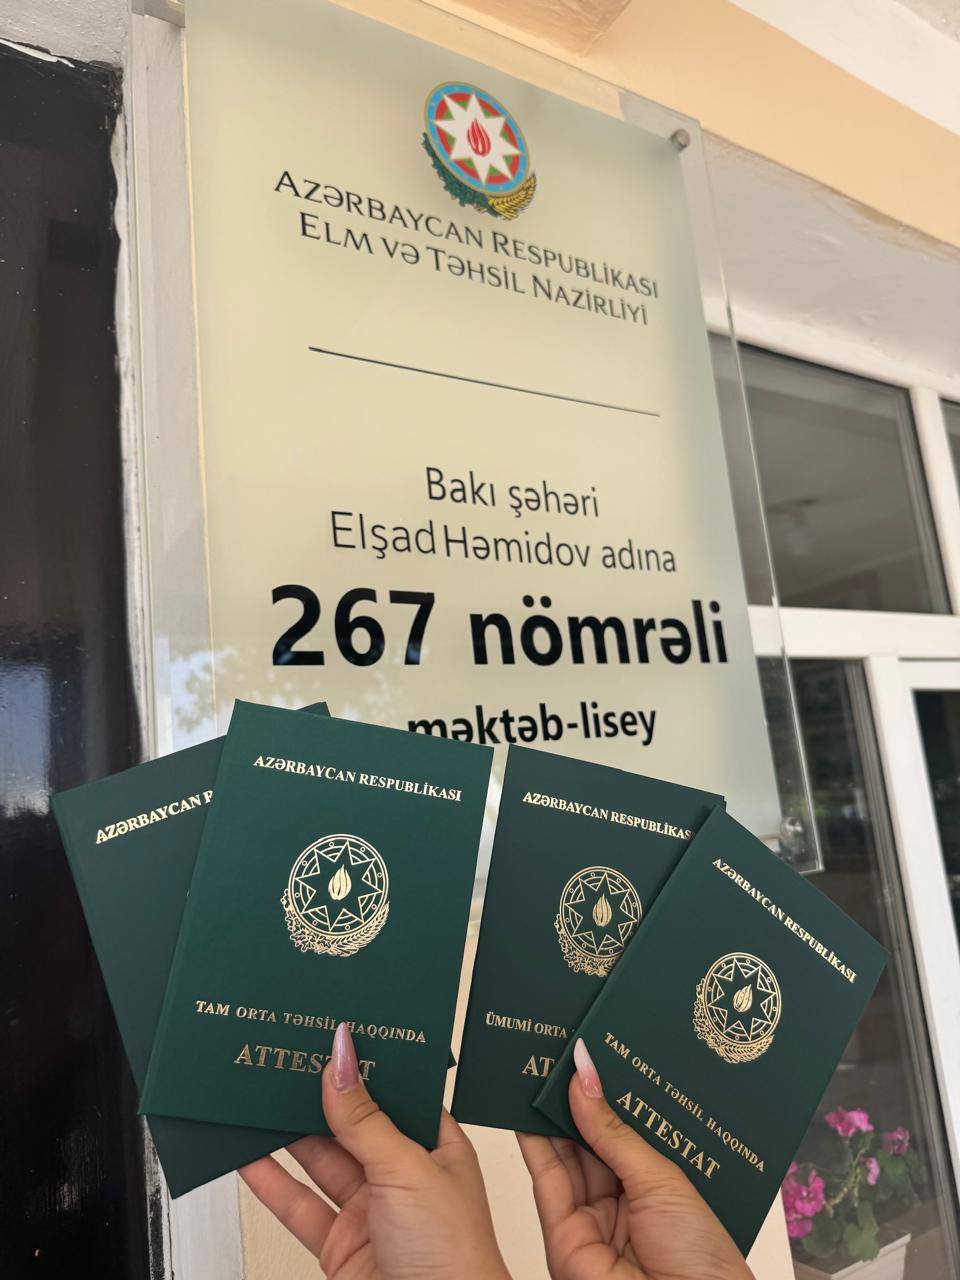 AZƏRBAYCAN RESPUBLİKASI
ELM VƏ TƏHSİL NAZİRLİYİ
Bakı şəhəri
Elşad Həmidov adına
267 nömrəli
məktəb-lisey
AZƏRBAYCAN
AZƏRBAYCAN RESPUBLİKASI
TAM ORTA TƏHSİL HAQQINDA
ATTESTAT
AZƏRBAYCAN RESPUBLİKAS
ÜMUMİ ORTA
AT
AZƏRBAYCAN RESPUBLİKASI
TAM ORTA TƏHSİL HAQQINDA
ATTESTAT